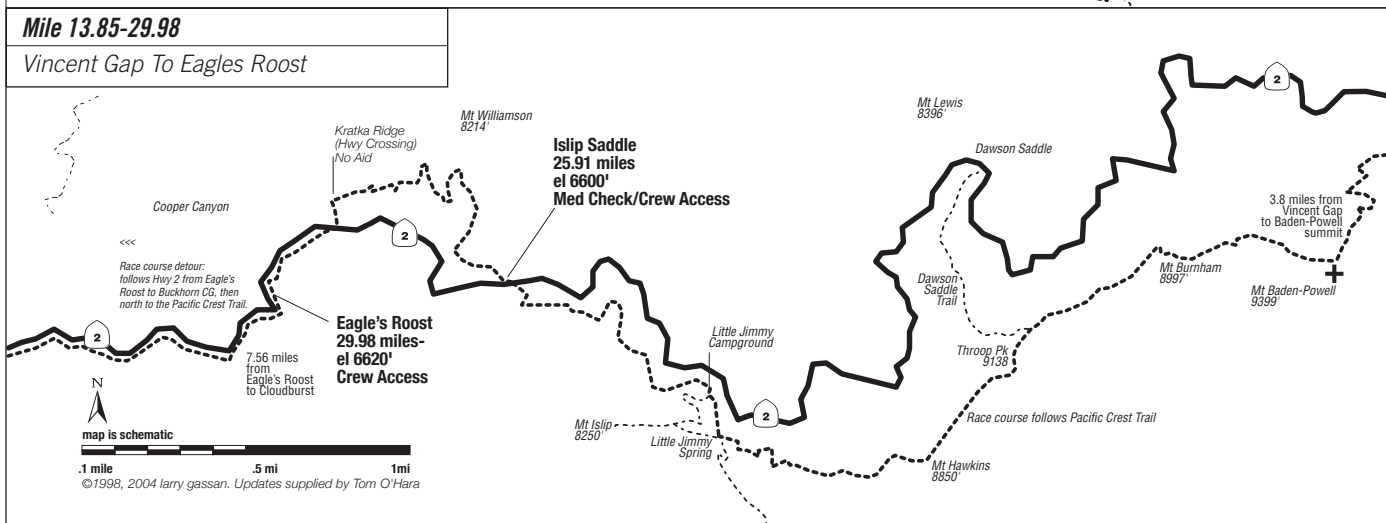 Mile 13.85-29.98
Vincent Gap To Eagles Roost
2
Mt Lewis
8396'
Mt Williamson
8214'
Kratka Ridge
(Hwy Crossing)
No Aid
Islip Saddle
25.91 miles
el 6600'
Med Check/Crew Access
Dawson Saddle
3.8 miles from
Vincent Gap
to Baden-Powell
summit
Cooper Canyon
<<<
2
Race course detour:
follows Hwy 2 from Eagle's
Roost to Buckhorn CG, then
north to the Pacific Crest Trail.
Dawson
Saddle
Trail
Mt Burnham
8997'
Mt Baden-Powell
9399'
Eagle's Roost
29.98 miles-
el 6620'
Crew Access
2
7.56 miles
from
Eagle's Roost
to Cloudburst
Little Jimmy
Campground
Throop Pk
9138
N
2
Mt Islip
8250'
Little Jimmy
Spring
Race course follows Pacific Crest Trail
Mt Hawkins
8850'
map is schematic
.1 mile .5 mi 1mi
©1998, 2004 larry gassan. Updates supplied by Tom O'Hara